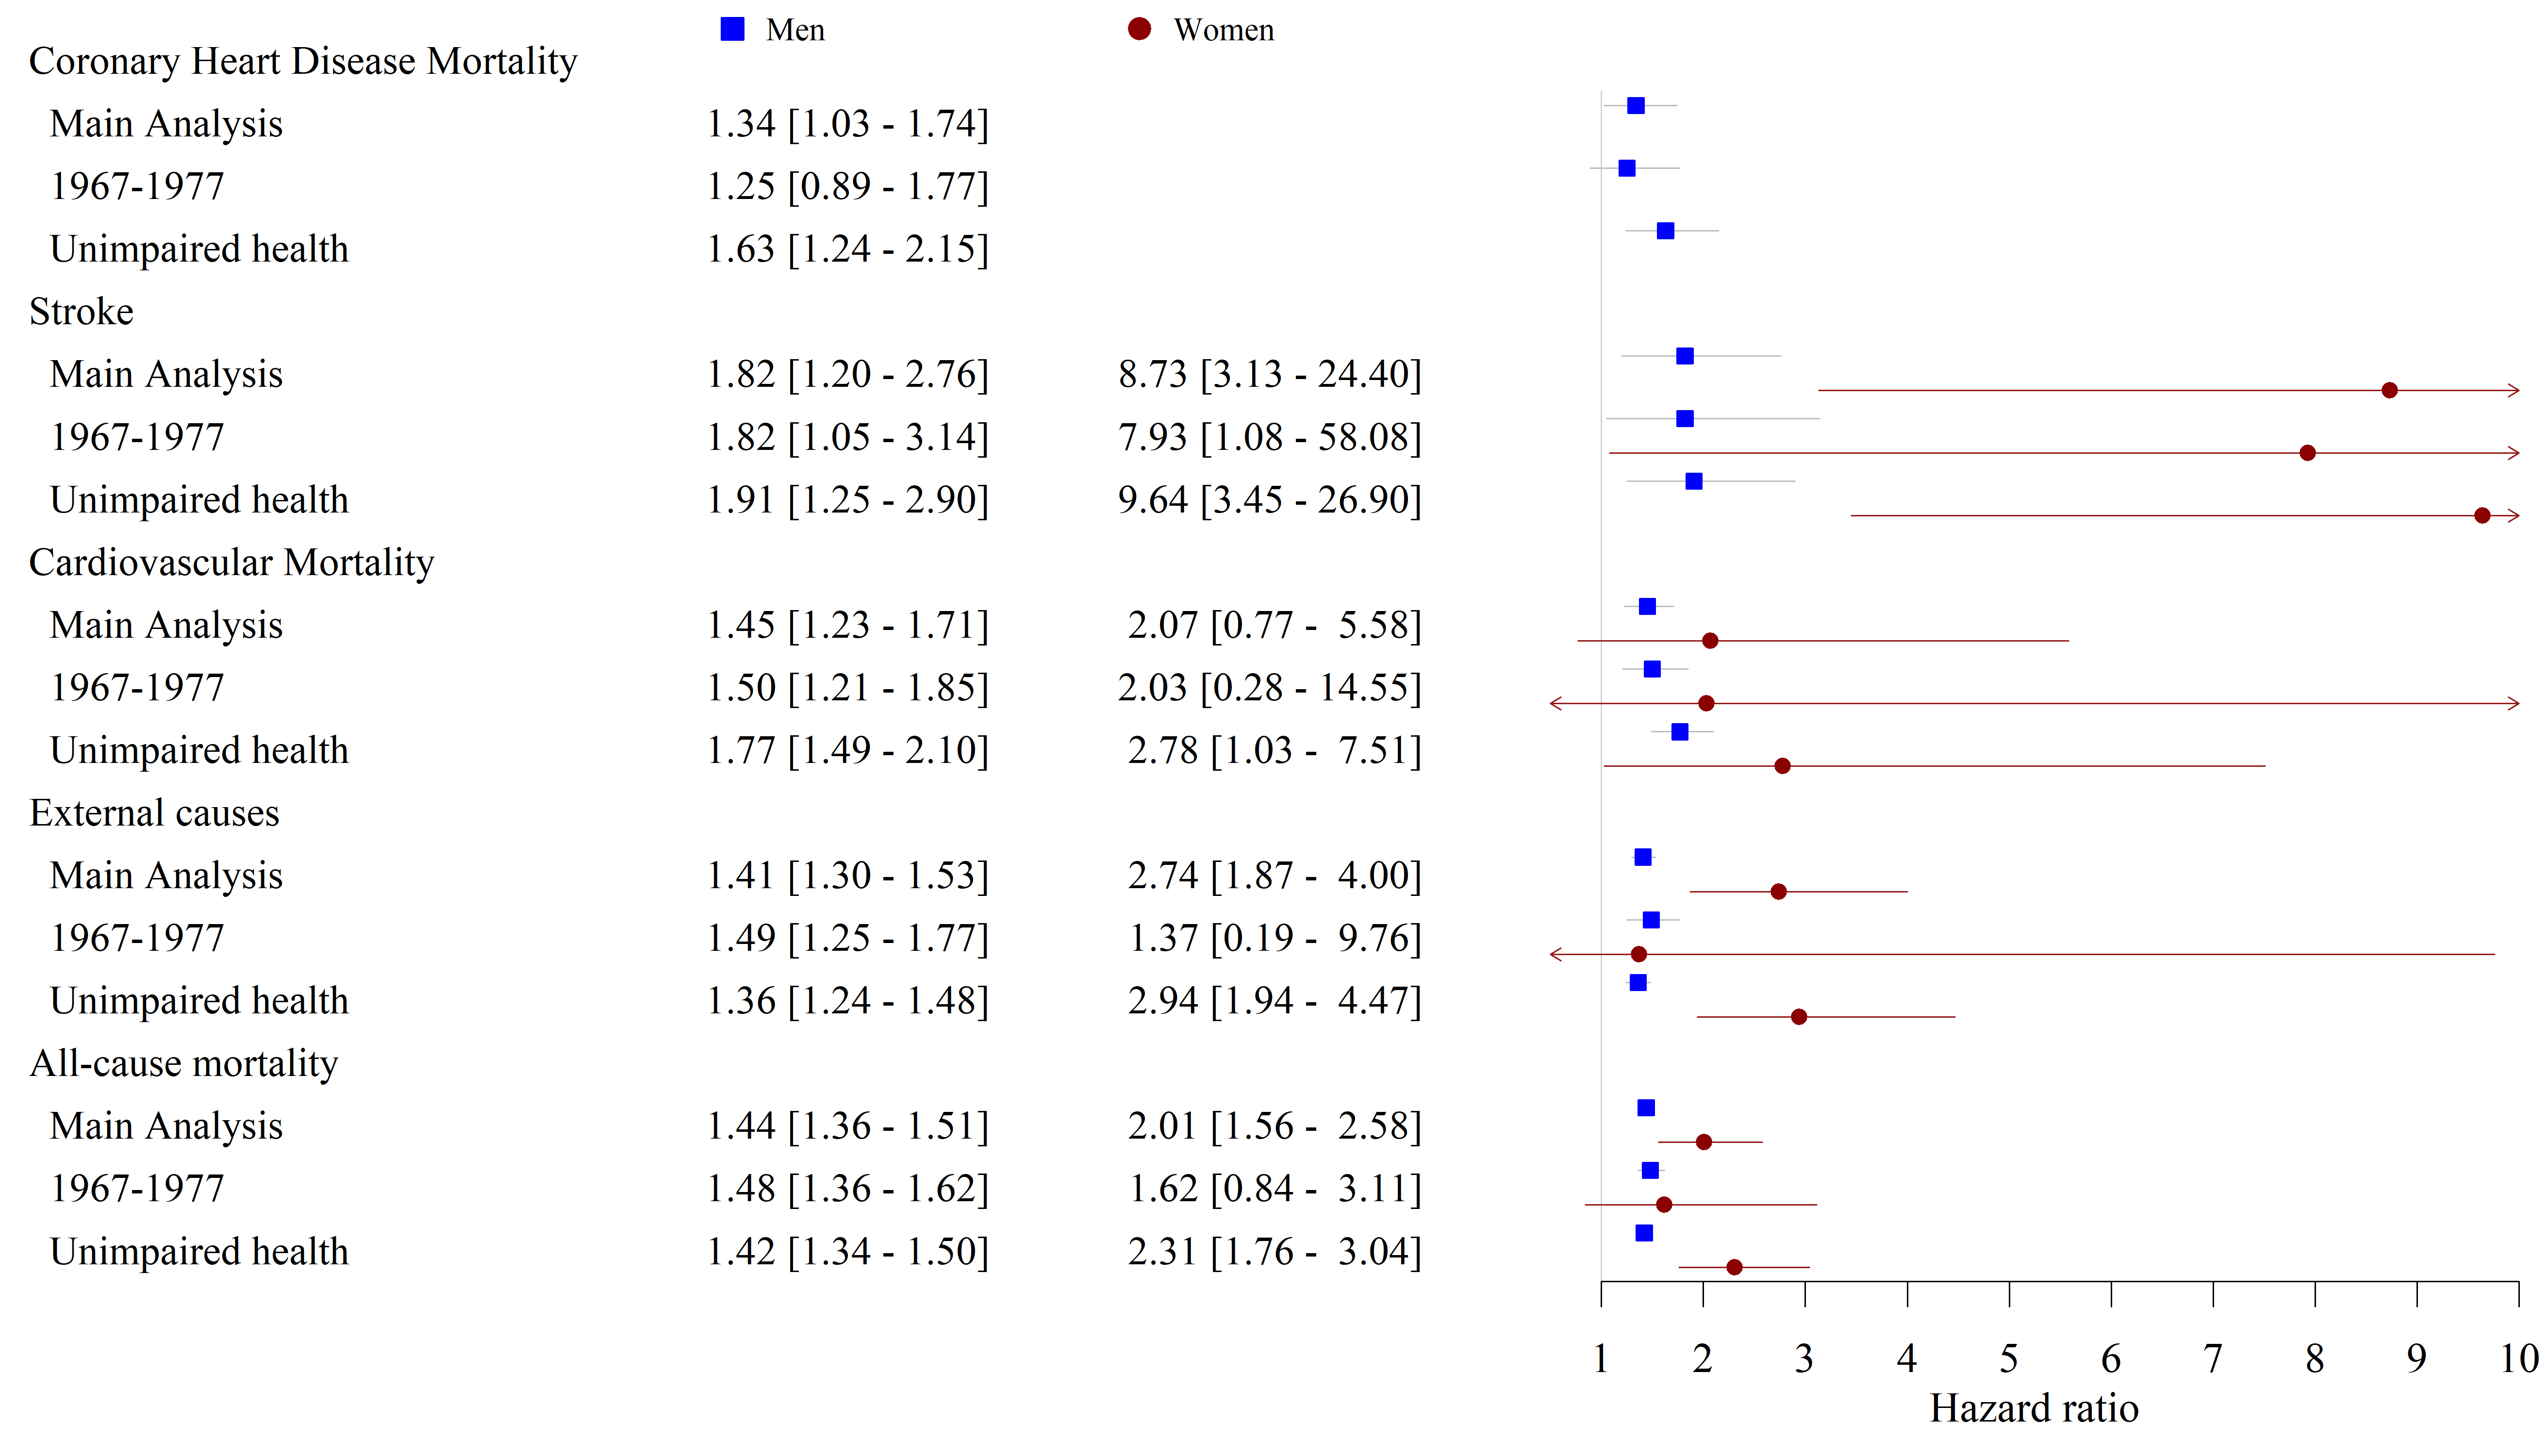 Men Women
Coronary Heart Disease Mortality
Main Analysis 1.34 [1.03 - 1.74]
1967-1977 1.25 [0.89 - 1.77]
Unimpaired health 1.63 [1.24 - 2.15]
Stroke
Main Analysis 1.82 [1.20 - 2.76] 8.73 [3.13 - 24.40]
1967-1977 1.82 [1.05 - 3.14] 7.93 [1.08 - 58.08]
Unimpaired health 1.91 [1.25 - 2.90] 9.64 [3.45 - 26.90]
Cardiovascular Mortality
Main Analysis 1.45 [1.23 - 1.71] 2.07 [0.77 - 5.58]
1967-1977 1.50 [1.21 - 1.85] 2.03 [0.28 - 14.55]
Unimpaired health 1.77 [1.49 - 2.10] 2.78 [1.03 - 7.51]
External causes
Main Analysis 1.41 [1.30 - 1.53] 2.74 [1.87 - 4.00]
1967-1977 1.49 [1.25 - 1.77] 1.37 [0.19 - 9.76]
Unimpaired health 1.36 [1.24 - 1.48] 2.94 [1.94 - 4.47]
All-cause mortality
Main Analysis 1.44 [1.36 - 1.51] 2.01 [1.56 - 2.58]
1967-1977 1.48 [1.36 - 1.62] 1.62 [0.84 - 3.11]
Unimpaired health 1.42 [1.34 - 1.50] 2.31 [1.76 - 3.04]
1 2 3 4 5 6 7 8 9 10
Hazard ratio